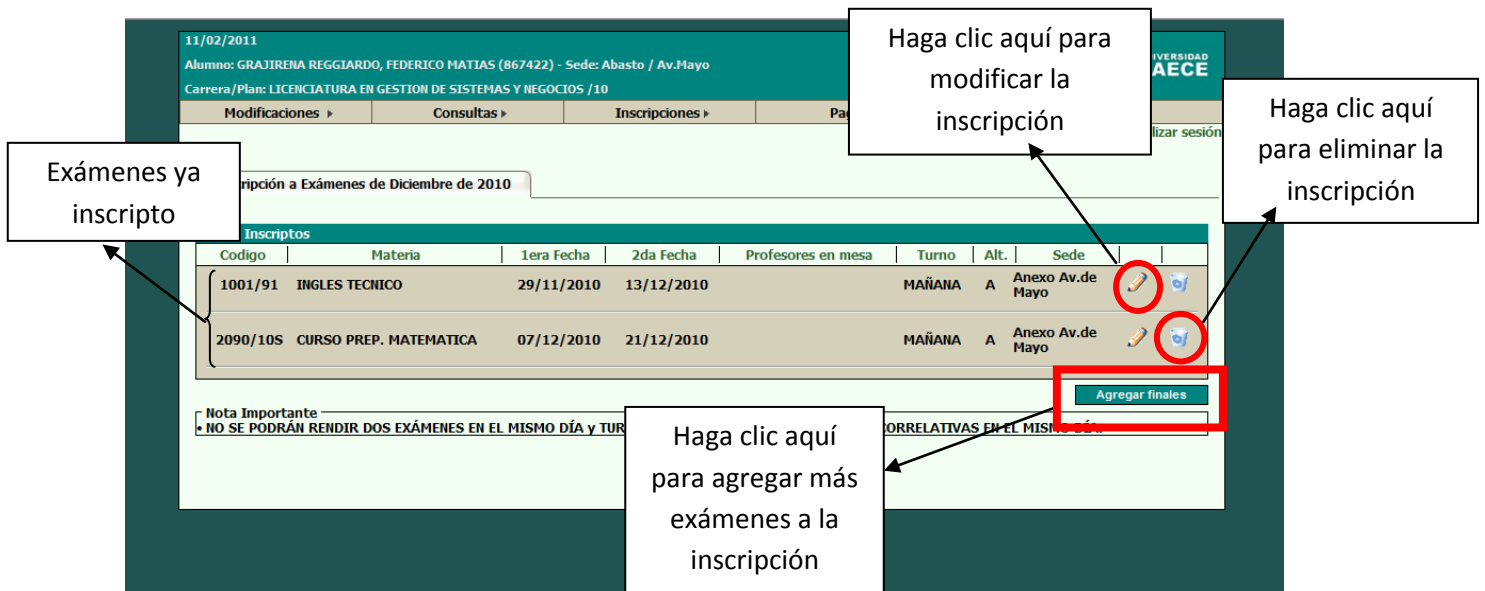 11/02/2011
Alumno: GRAJIRENA REGGIARDO, FEDERICO MATIAS (867422) - Sede: Abasto / Av.Mayo
Carrera/Plan: LICENCIATURA EN GESTION DE SISTEMAS Y NEGOCIOS /10
AECE
Haga clic aquí para
modificar la
inscripción
Haga clic aquí
para eliminar la
inscripción
Modificaciones Consultas Inscripciones
sesión
Exámenes ya
inscripto
a Exámenes de Diciembre de 2010
Inscriptos
Codigo Materia 1era Fecha 2da Fecha Profesores en mesa Turno Alt. Sede
1001/91 INGLES TECNICO 29/11/2010 13/12/2010 MAÑANA A Anexo Av.de
Mayo
2090/10S CURSO PREP. MATEMATICA 07/12/2010 21/12/2010 MAÑANA A Anexo Av.de
Mayo
Agregar finales
Nota Importante
• NO SE PODRÁN RENDIR DOS EXÁMENES EN EL MISMO DÍA y CORRELATIVAS EN EL MISMO DÍA.
Haga clic aquí
para agregar más
exámenes a la
inscripción